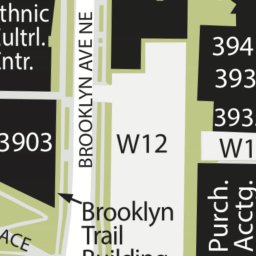 thnic
ultrl.
ntr.
BROOKLYN AVE NE
394
393
393
3903
W12
W1
Brooklyn
Trail
Building
Purch.
Acctg.
ACE